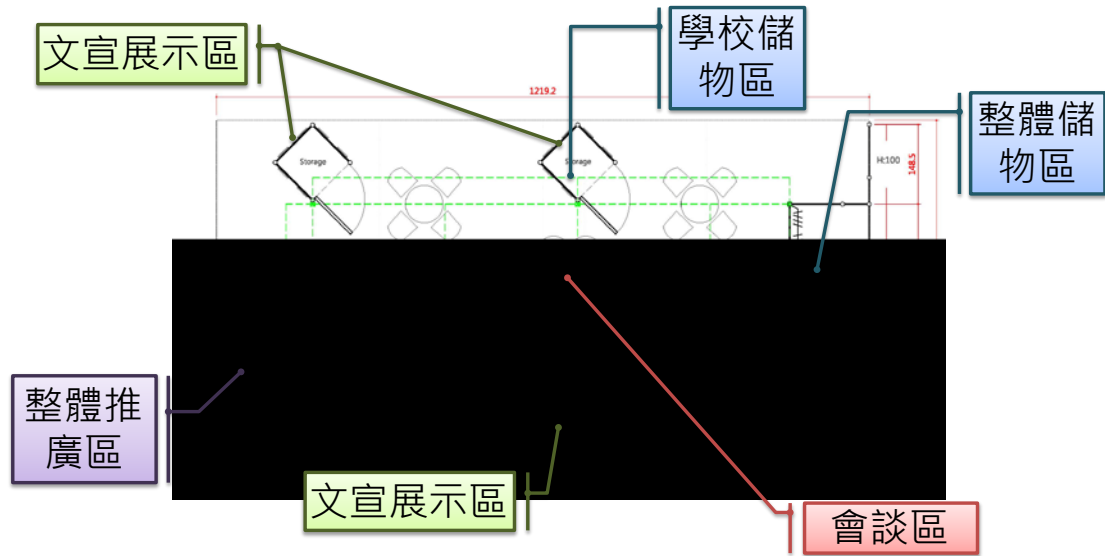 文宣展示區
學校儲
物區
1219.2
整體儲
物區
Storage
Storage
H:100
148.5
整體推
廣區
文宣展示區
會談區